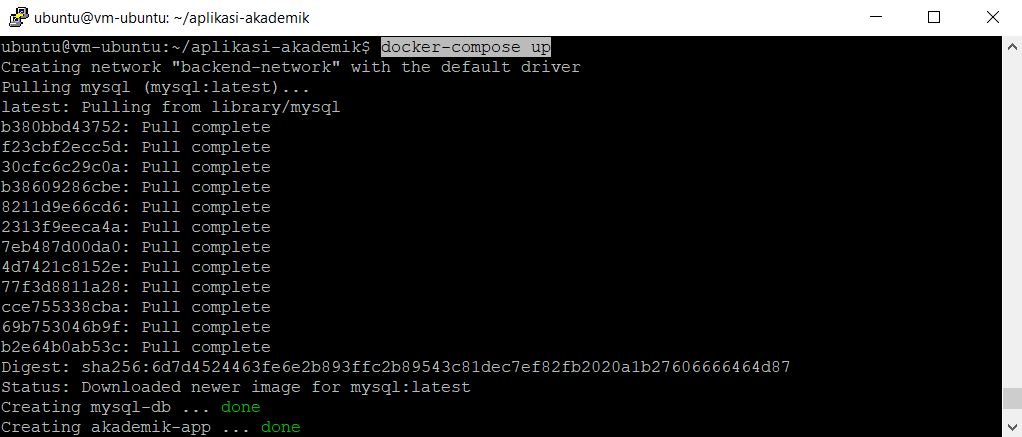 ubuntu@vm-ubuntu: ~/aplikasi-akademik
ubuntu@vm-ubuntu:~/aplikasi-akademik$ docker-compose up
Creating network "backend-network" with the default driver
Pulling mysql (mysql:latest)...
latest: Pulling from library/mysql
b380bbd43752: Pull complete
f23cbf2ecc5d: Pull complete
30cfc6c29c0a: Pull complete
b38609286cbe: Pull complete
8211d9e66cd6: Pull complete
2313f9eeca4a: Pull complete
7eb487d00da0: Pull complete
4d7421c8152e: Pull complete
77f3d8811a28: Pull complete
cce755338cba: Pull complete
69b753046b9f: Pull complete
b2e64b0ab53c: Pull complete
Digest: sha256:6d7d4524463fe6e2b893ffc2b89543c81dec7ef82fb2020a1b27606666464d87
Status: Downloaded newer image for mysql:latest
Creating mysql-db ... done
Creating akademik-app ... done